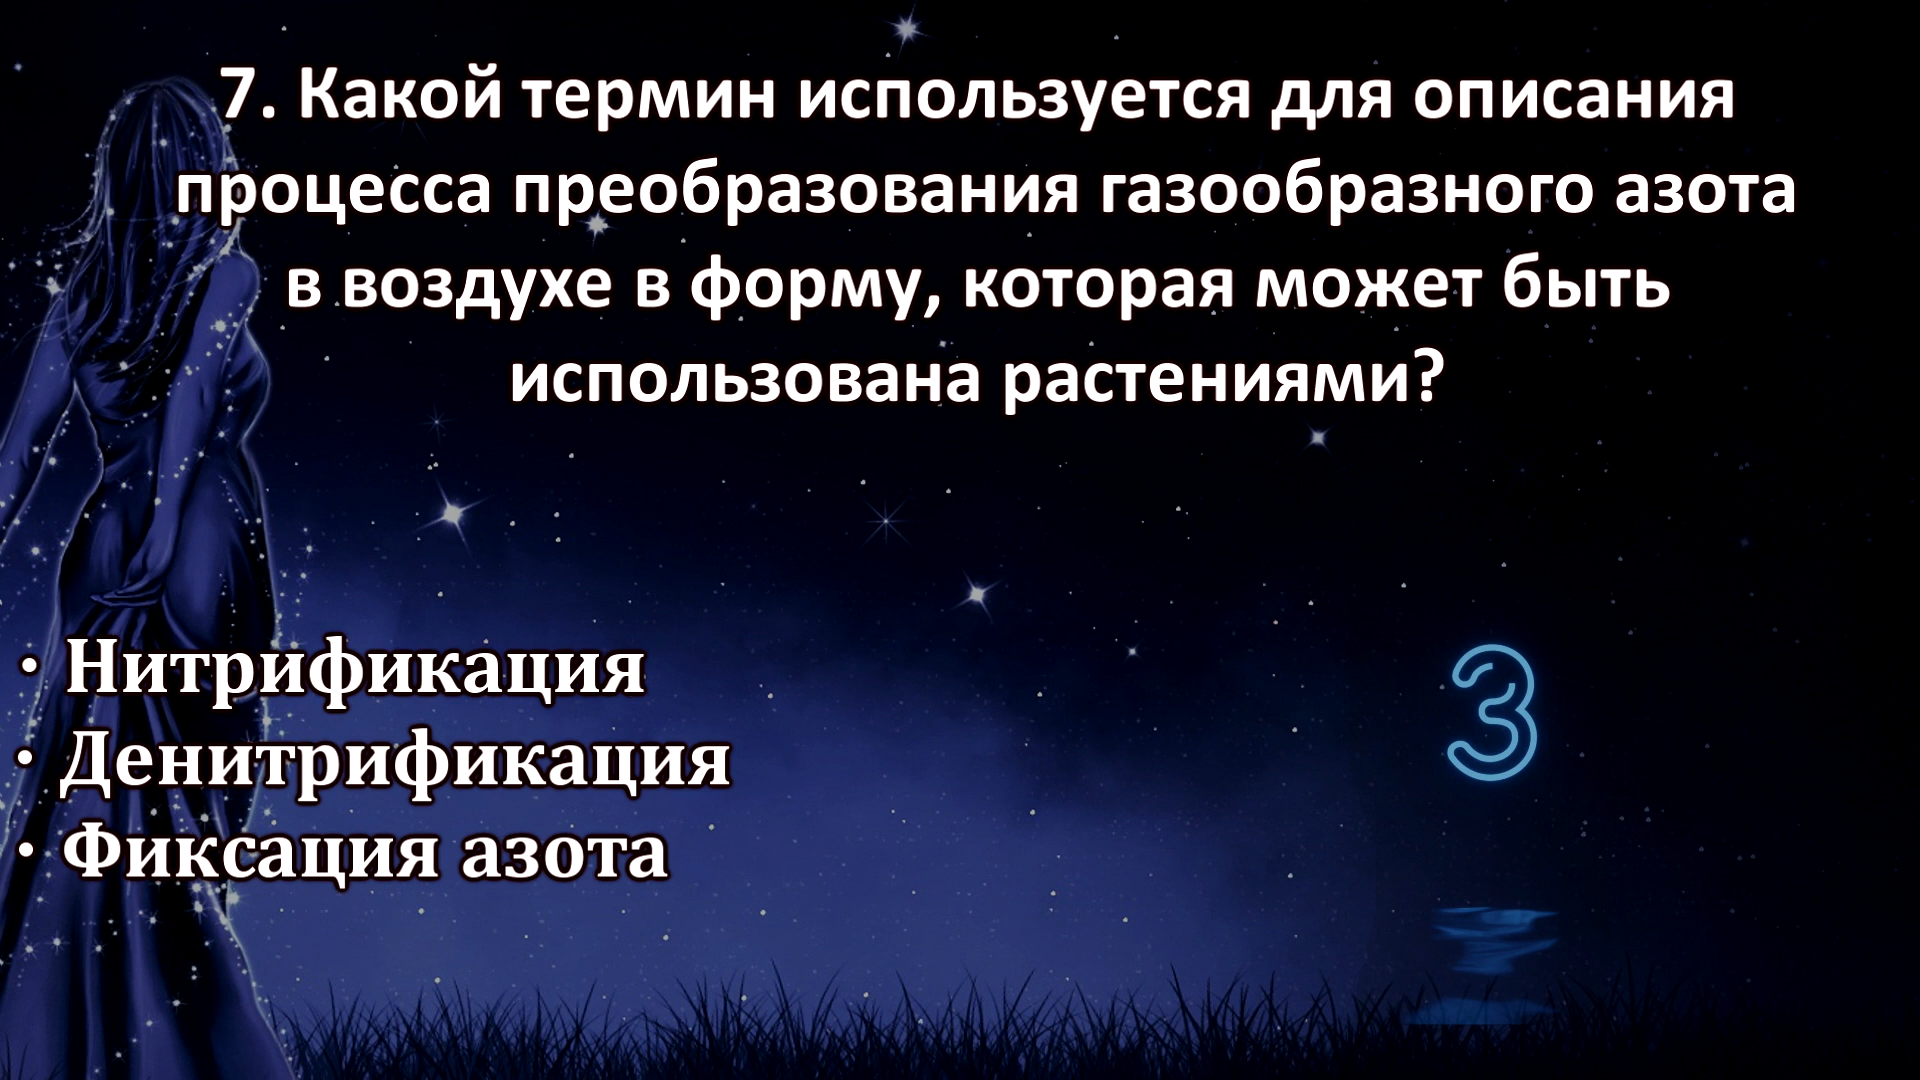 7. Какой термин используется для описания
процесса преобразования газообразного азота
в воздухе в форму, которая может быть
использована растениями?
· Нитрификация
· Денитрификация
· Фиксация азота
3